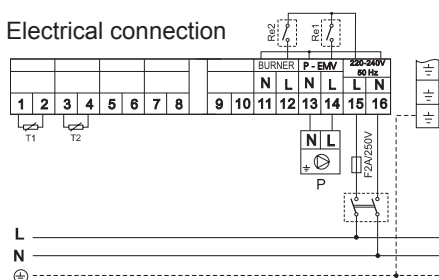 Electrical connection
Re2 Re1
BURNER P - EMV 220-240V
50 Hz
N L N L L N
1 2 3 4 5 6 7 8 9 10 11 12 13 14 15 16
T1 T2
N L
F2A/250V
P
L
N